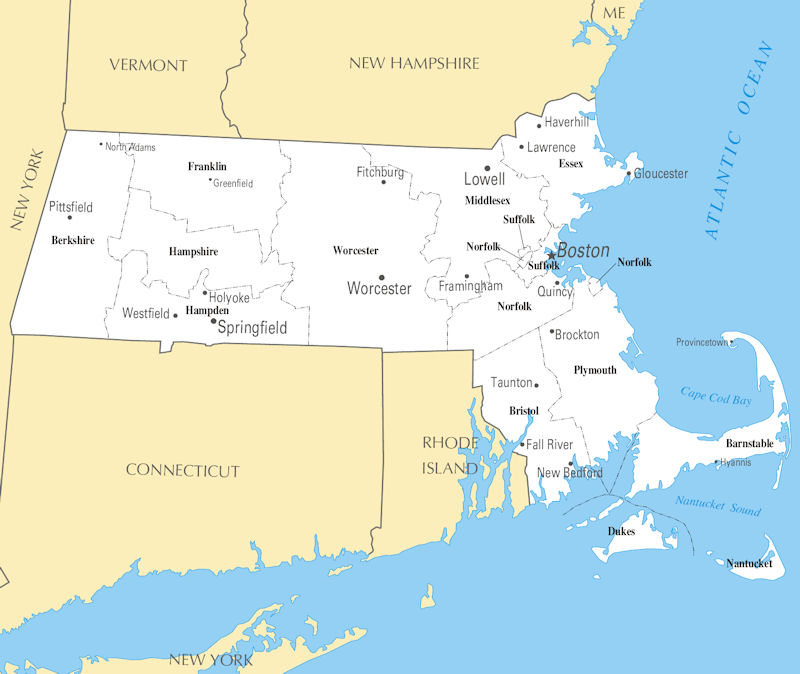 ME
VERMONT
NEW HAMPSHIRE
ATLANTIC OCEAN
Haverhill
North Adams
Lawrence
Franklin
Essex
NEW YORK
Fitchburg
Lowell
Gloucester
Greenfield
Middlesex
Pittsfield
Suffolk
Berkshire
Hampshire
Worcester
Norfolk
Boston
Suffolk
Norfolk
Worcester
Framingham
Quincy
Holyoke
Westfield
Hampden
Norfolk
Springfield
Brockton
Provincetown
Plymouth
Taunton
Cape Cod Bay
Bristol
RHODE
ISLAND
Fall River
Barnstable
CONNECTICUT
New Bedford
Hyannis
Nantucket Sound
Dukes
Nantucket
NEW YORK